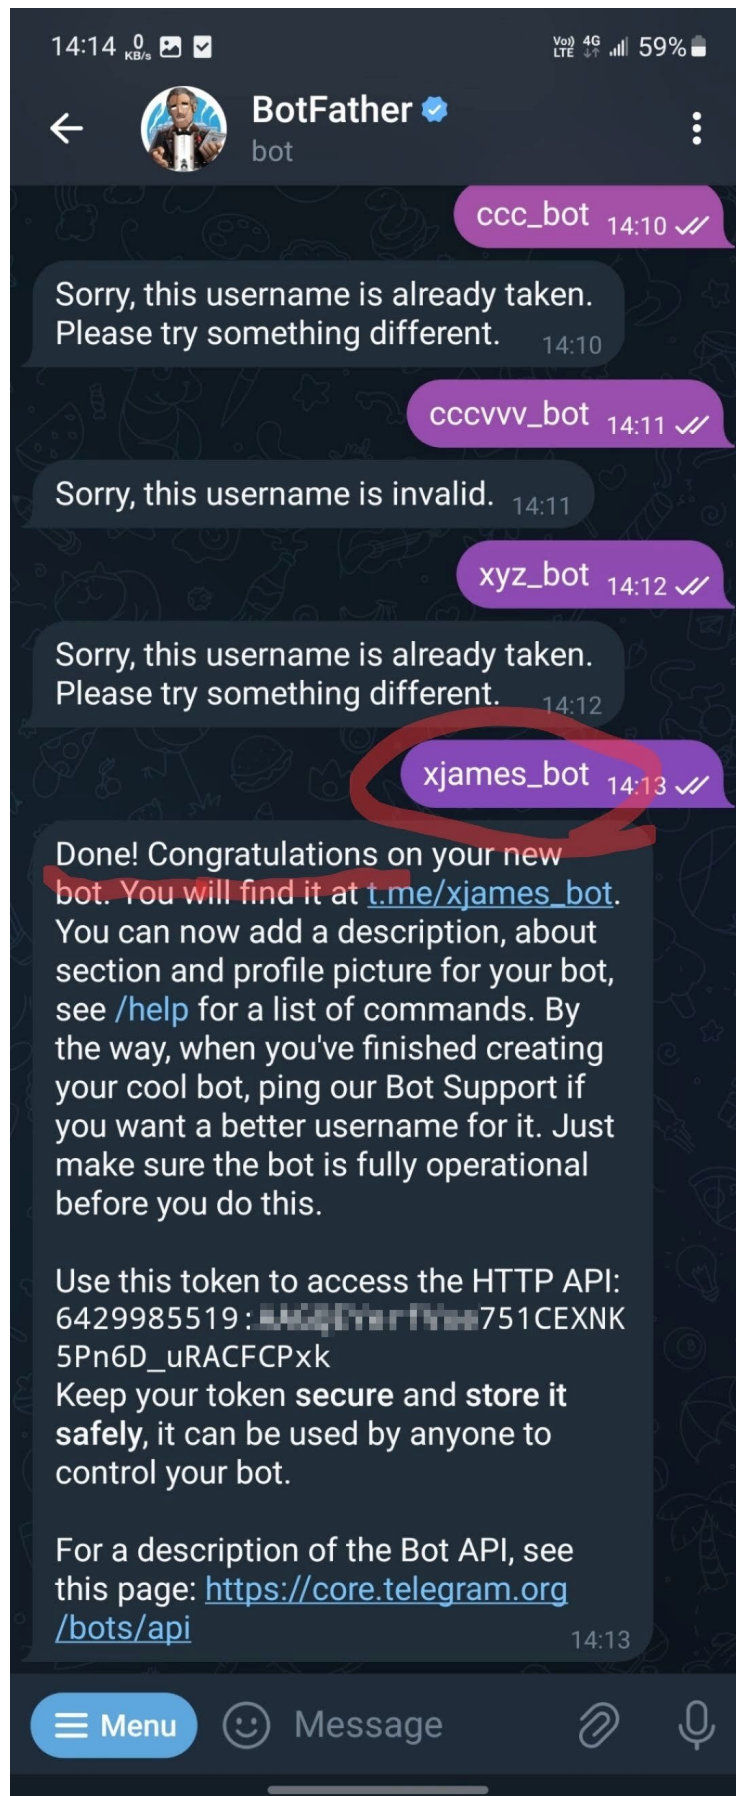 14:14 0 KB/s Vo)) LTE 4G 59%
BotFather
bot
ccc_bot 14:10
Sorry, this username is already taken.
Please try something different. 14:10
cccvvv_bot 14:11
Sorry, this username is invalid. 14:11
xyz_bot 14:12
Sorry, this username is already taken.
Please try something different. 14:12
xjames_bot 14:13
Done! Congratulations on your new
bot. You will find it at t.me/xjames_bot.
You can now add a description, about
section and profile picture for your bot,
see /help for a list of commands. By
the way, when you've finished creating
your cool bot, ping our Bot Support if
you want a better username for it. Just
make sure the bot is fully operational
before you do this.
Use this token to access the HTTP API:
6429985519: 751CEXNK
5Pn6D_uRACFCPxk
Keep your token secure and store it
safely, it can be used by anyone to
control your bot.
For a description of the Bot API, see
this page: https://core.telegram.org
/bots/api 14:13
Menu Message